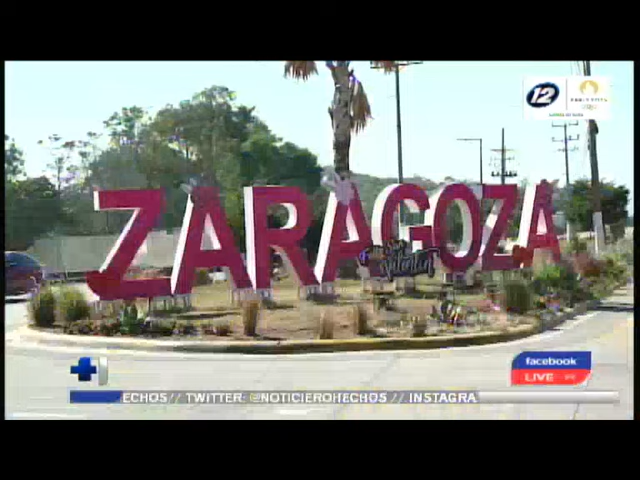 12
ZARAGOZA
facebook
LIVE
ECHOS // TWITTER: @NOTICIEROHECHOS // INSTAGRA